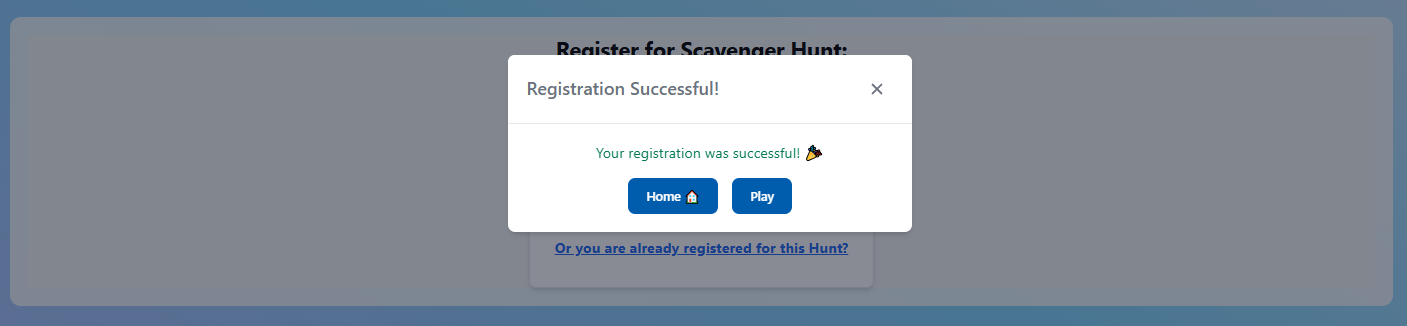 Register for Scavenger Hunt:
Registration Successful!
Your registration was successful! 🎉
Home 🏠
Play
Or you are already registered for this Hunt?